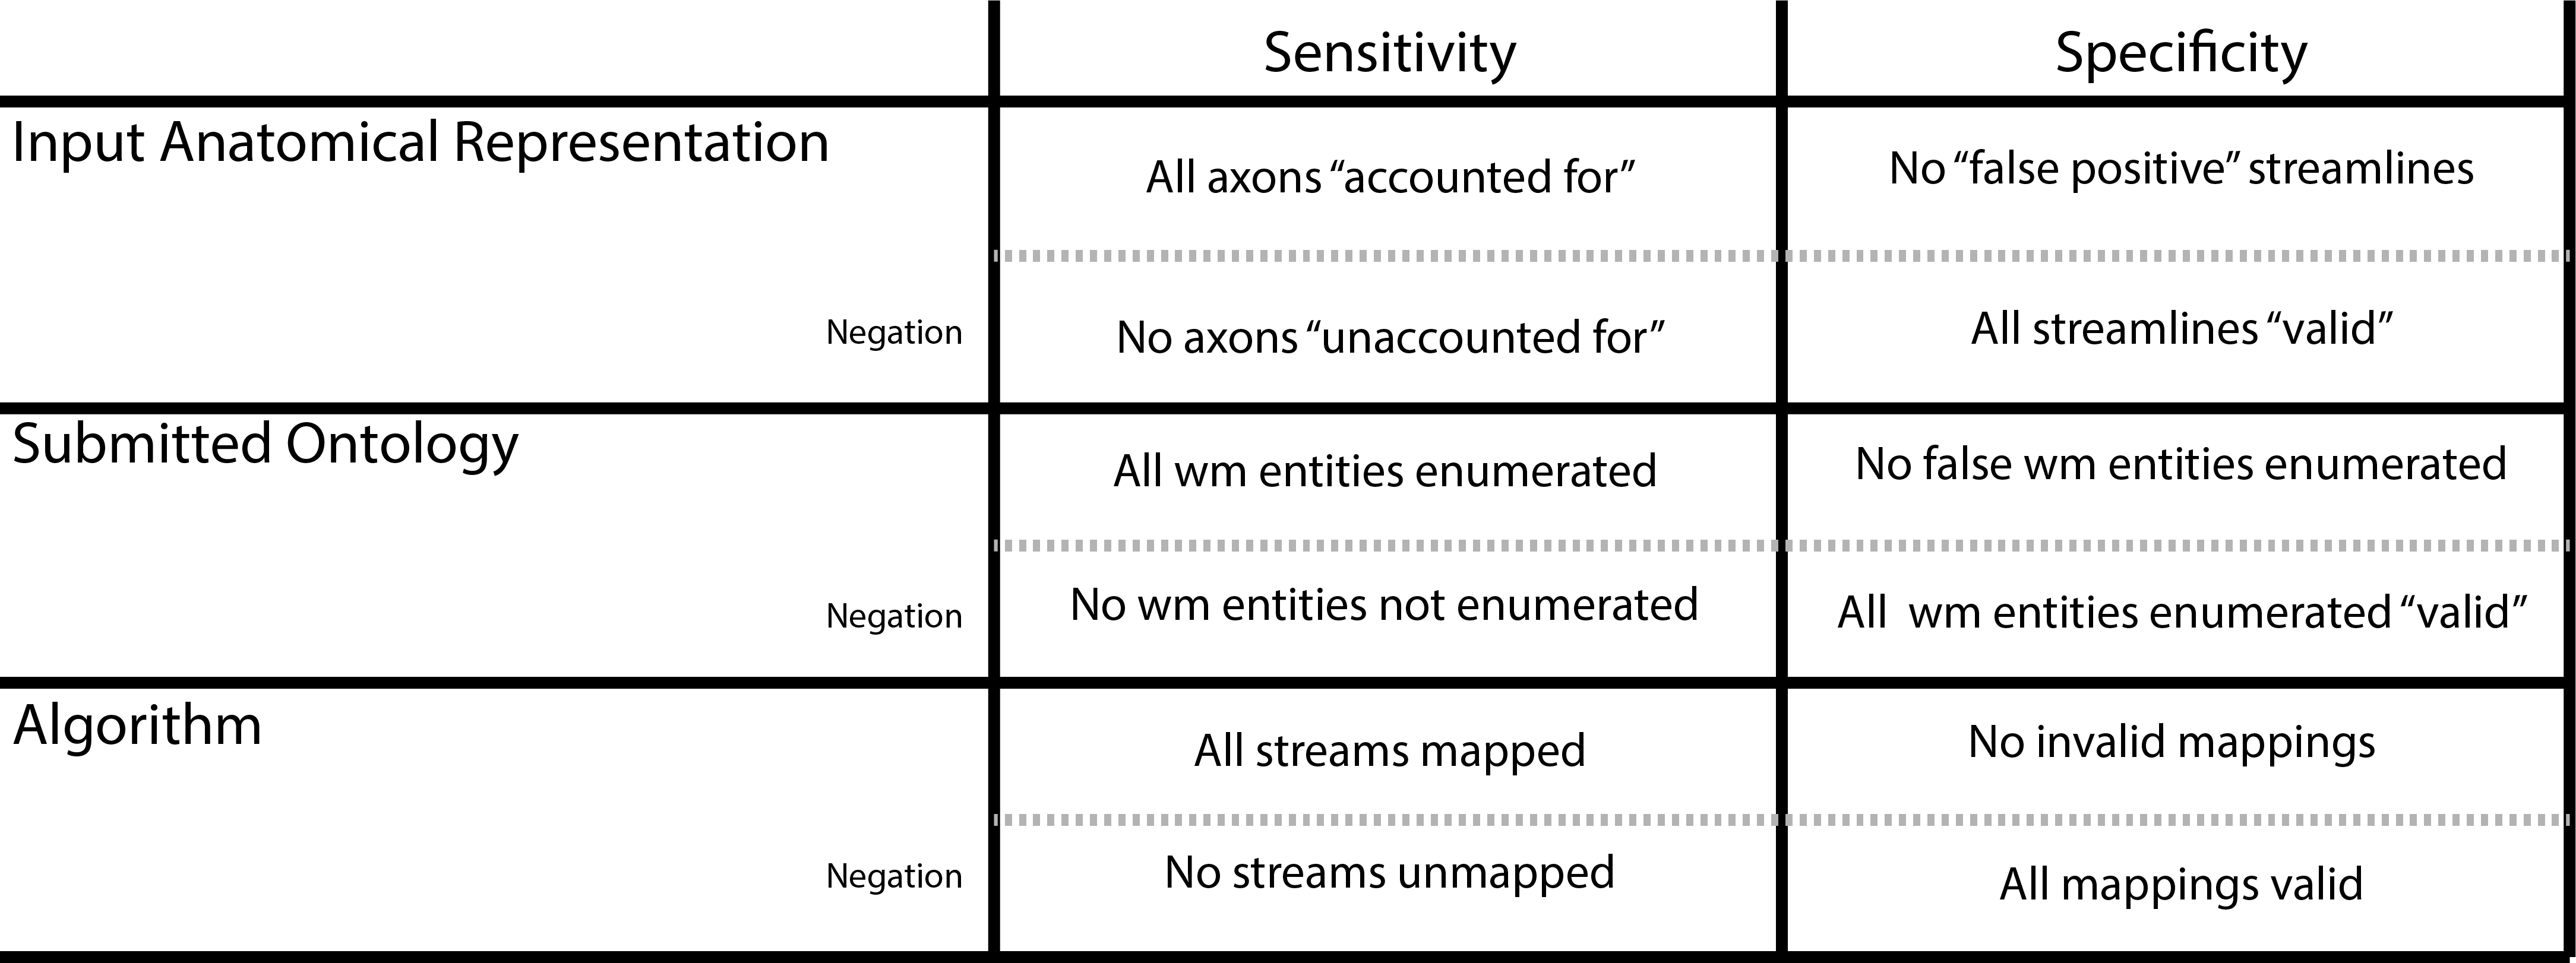 Sensitivity
Specificity
Input Anatomical Representation
All axons “accounted for”
No “false positive” streamlines
Negation
No axons “unaccounted for”
All streamlines “valid”
Submitted Ontology
All wm entities enumerated
No false wm entities enumerated
Negation
No wm entities not enumerated
All  wm entities enumerated “valid”
Algorithm
All streams mapped
No invalid mappings
Negation
No streams unmapped
All mappings valid